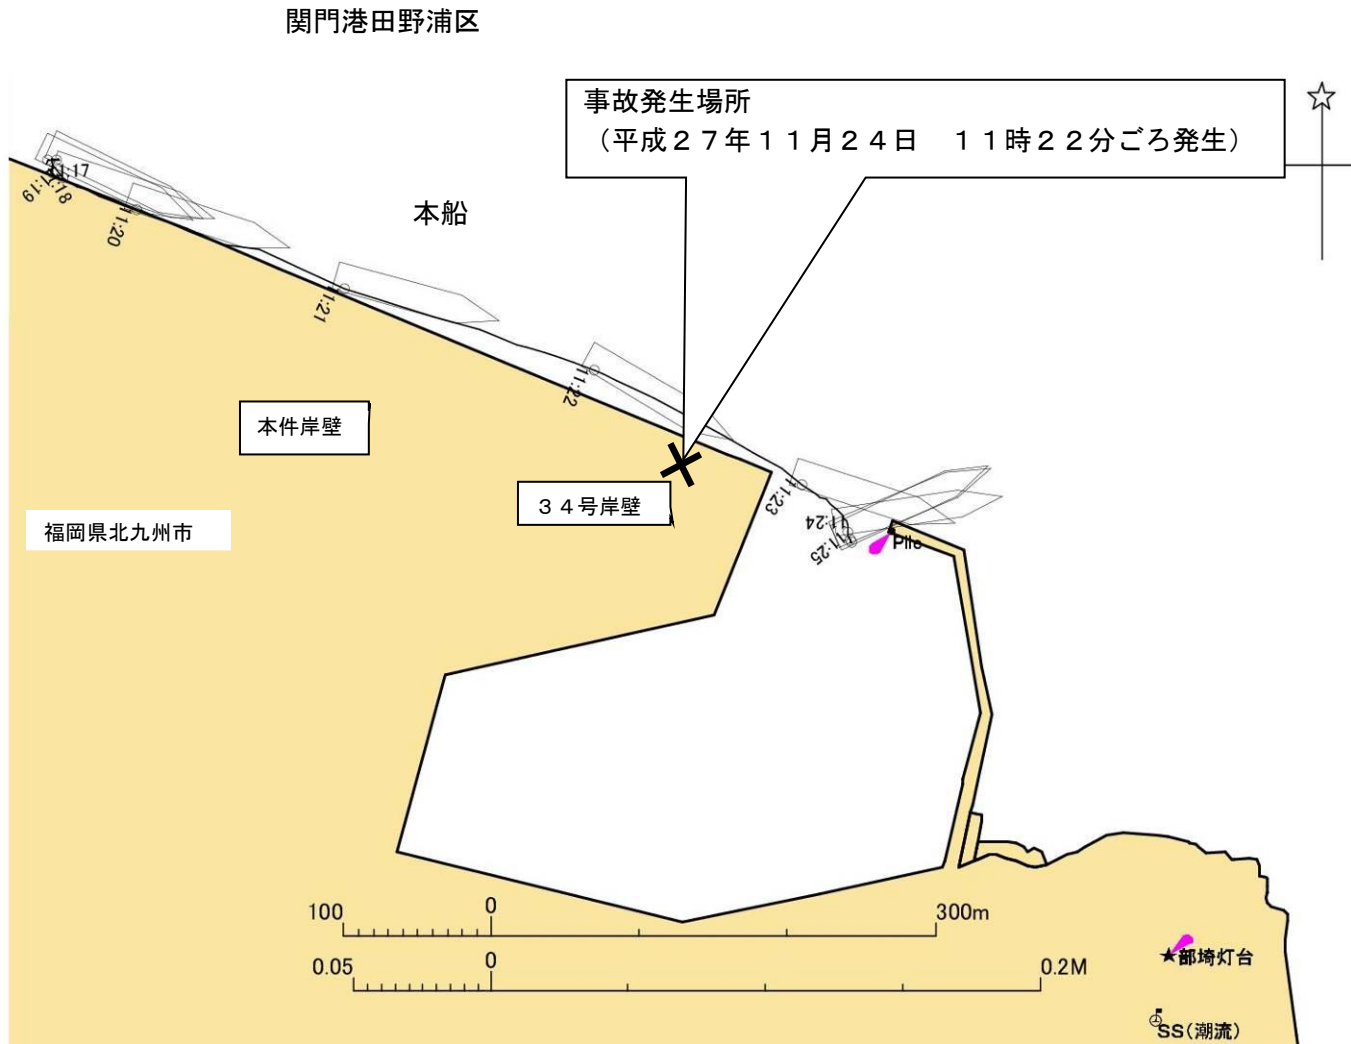 関門港田野浦区
事故発生場所
（平成２７年１１月２４日　１１時２２分ごろ発生）
11:17
11:18
11:19
11:20
本船
11:21
11:22
本件岸壁
３４号岸壁
11:23
11:24
11:25
Pile
福岡県北九州市
100 0 300m
0.05 0 0.2M
部埼灯台
SS(潮流)